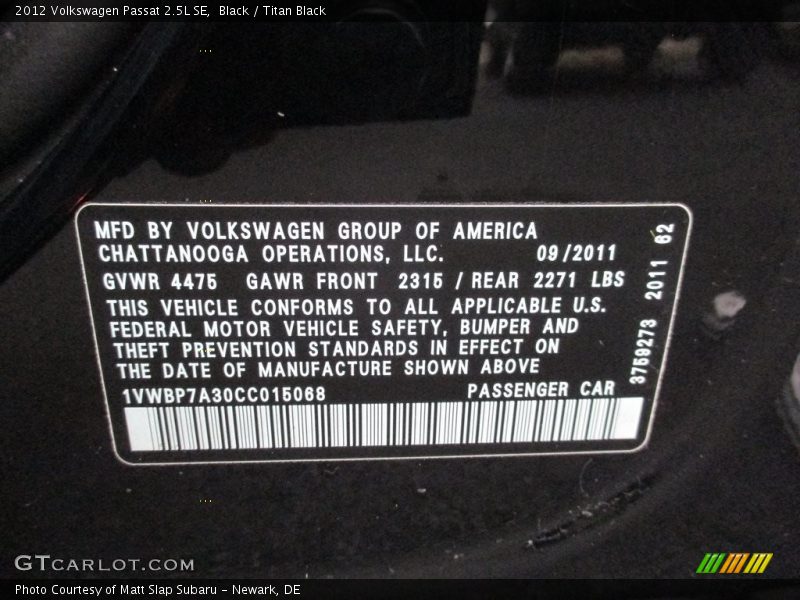 2012 Volkswagen Passat 2.5L SE,  Black / Titan Black
MFD BY VOLKSWAGEN GROUP OF AMERICA
CHATTANOOGA OPERATIONS, LLC. 09/2011
GVWR 4475 GAWR FRONT 2315 / REAR 2271 LBS
THIS VEHICLE CONFORMS TO ALL APPLICABLE U.S.
FEDERAL MOTOR VEHICLE SAFETY, BUMPER AND
THEFT PREVENTION STANDARDS IN EFFECT ON
THE DATE OF MANUFACTURE SHOWN ABOVE
1VWBP7A30CC015068 PASSENGER CAR
3759273 2011 62
GTCARLOT.COM
Photo Courtesy of Matt Slap Subaru – Newark, DE